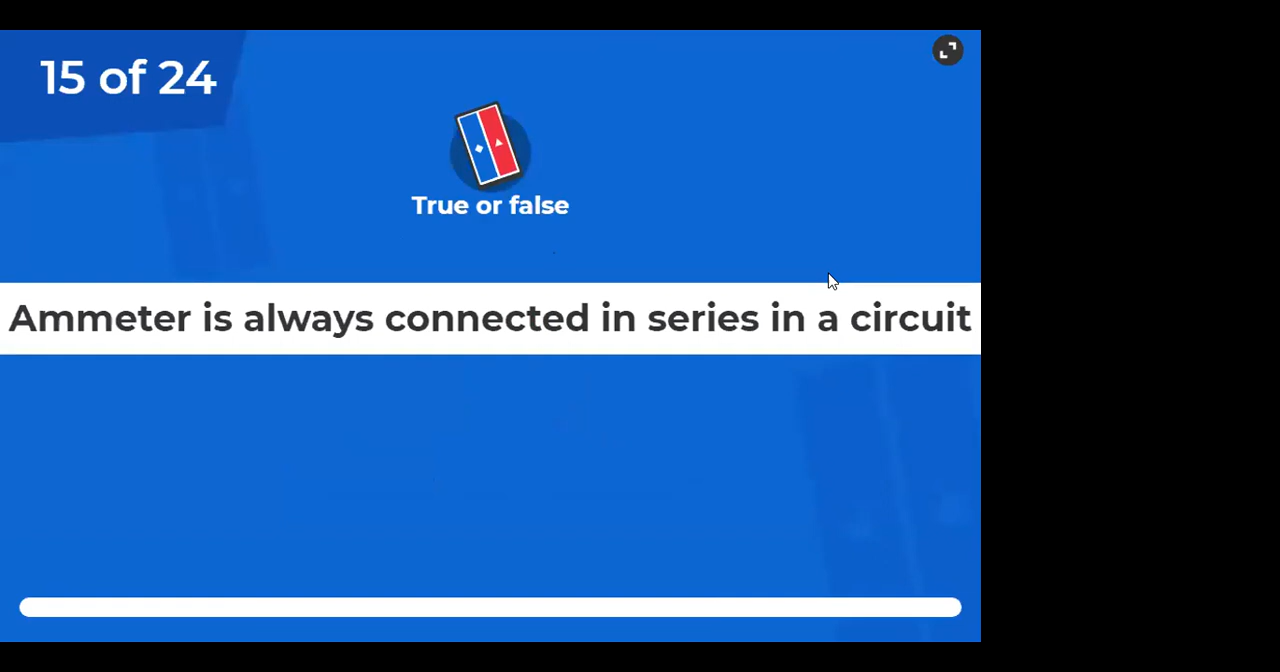 15 of 24
True or false
Ammeter is always connected in series in a circuit